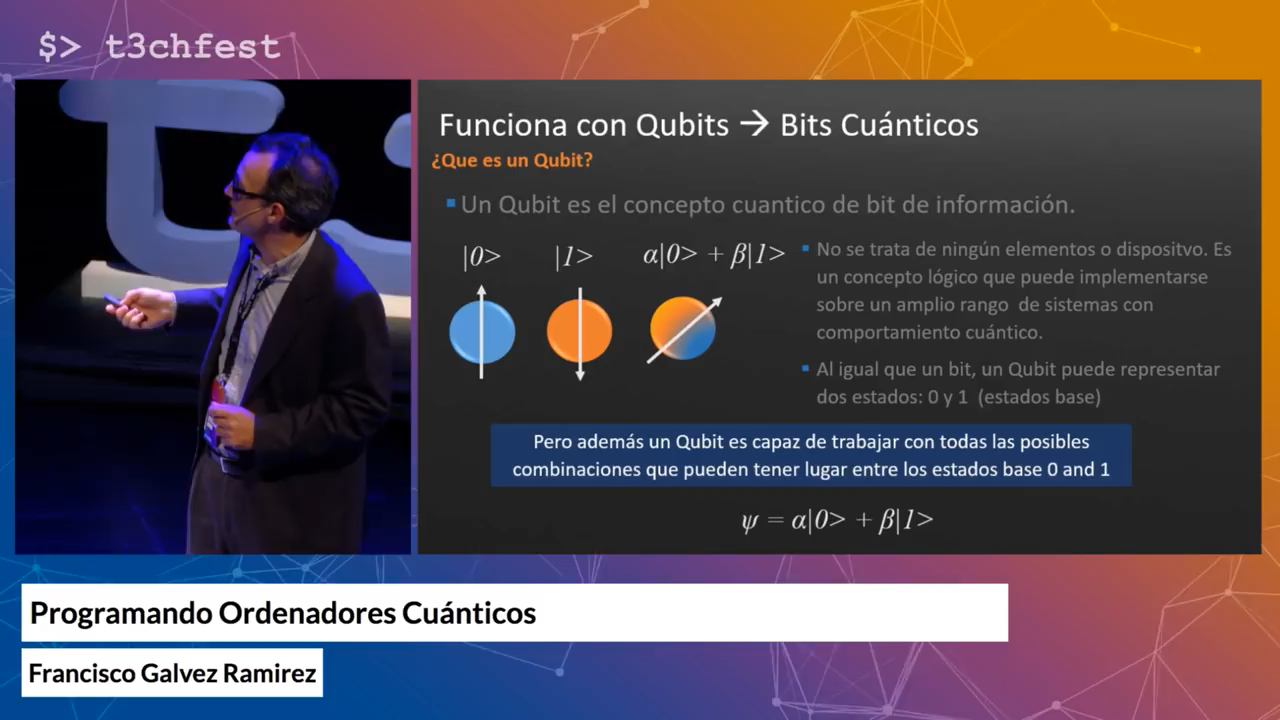 $> t3chfest
Funciona con Qubits → Bits Cuánticos
¿Que es un Qubit?
▪ Un Qubit es el concepto cuantico de bit de información.
|0> |1> α|0> + β|1>
▪ No se trata de ningún elementos o dispositvo. Es
un concepto lógico que puede implementarse
sobre un amplio rango de sistemas con
comportamiento cuántico.
▪ Al igual que un bit, un Qubit puede representar
dos estados: 0 y 1 (estados base)
Pero además un Qubit es capaz de trabajar con todas las posibles
combinaciones que pueden tener lugar entre los estados base 0 and 1
ψ = α|0> + β|1>
Programando Ordenadores Cuánticos
Francisco Galvez Ramirez